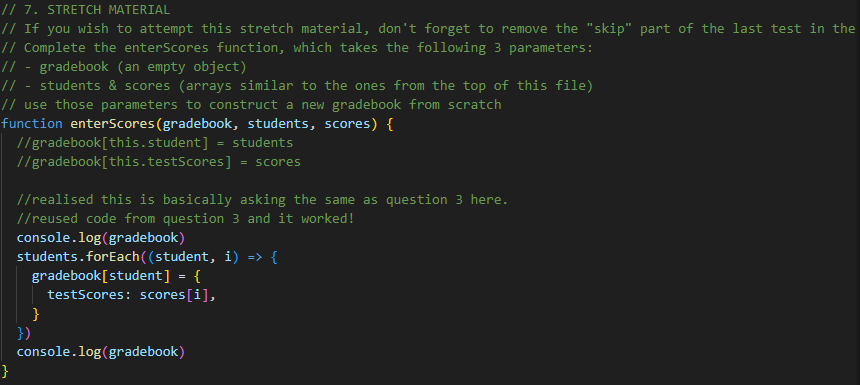 // 7. STRETCH MATERIAL
// If you wish to attempt this stretch material, don't forget to remove the "skip" part of the last test in the
// Complete the enterScores function, which takes the following 3 parameters:
// - gradebook (an empty object)
// - students & scores (arrays similar to the ones from the top of this file)
// use those parameters to construct a new gradebook from scratch
function enterScores(gradebook, students, scores) {
  //gradebook[this.student] = students
  //gradebook[this.testScores] = scores

  //realised this is basically asking the same as question 3 here.
  //reused code from question 3 and it worked!
  console.log(gradebook)
  students.forEach((student, i) => {
    gradebook[student] = {
      testScores: scores[i],
    }
  })
  console.log(gradebook)
}